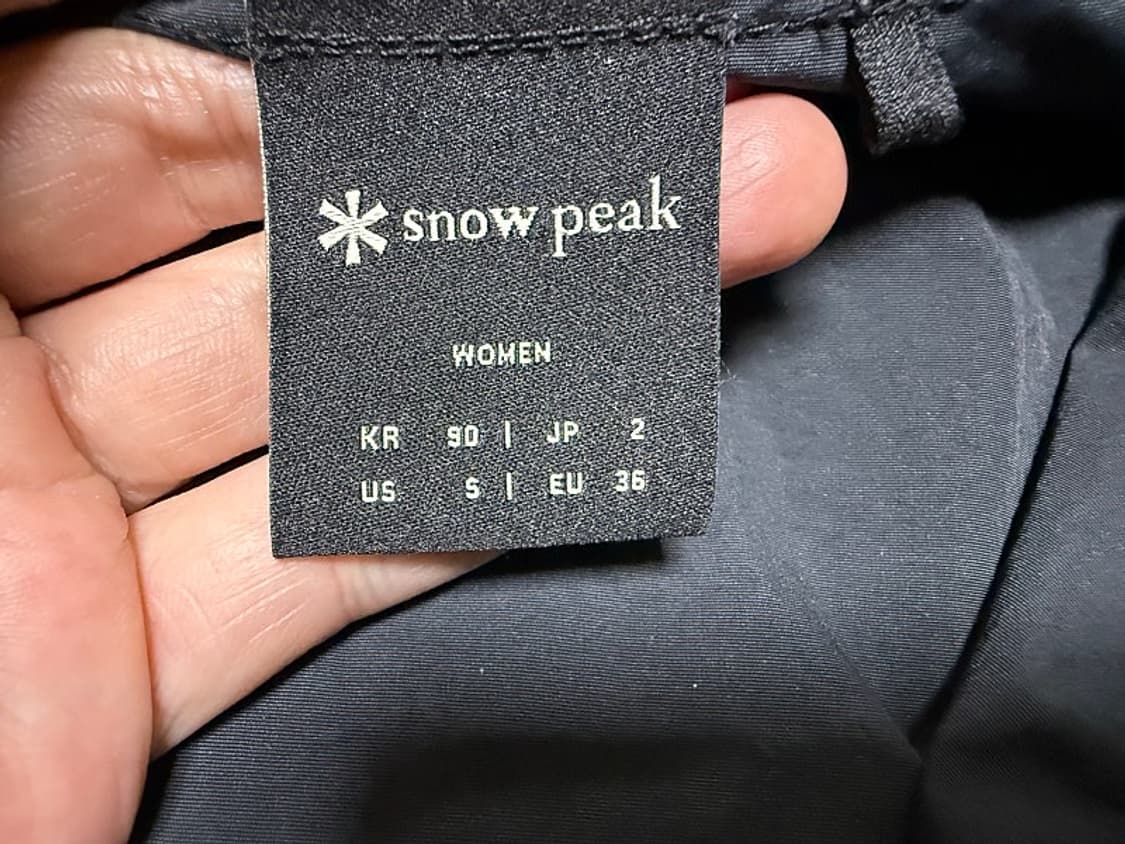 snow peak
WOMEN
KR 90 | JP 2
US S | EU 36